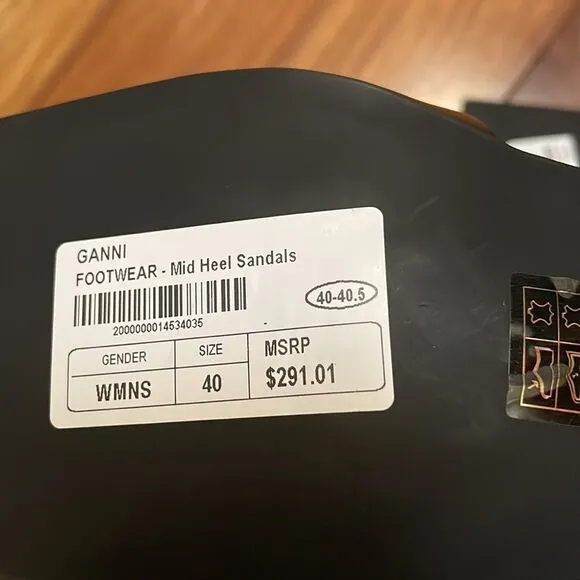 GANNI
FOOTWEAR - Mid Heel Sandals
40-40.5
2000000014534035
GENDER SIZE MSRP
WMNS 40 $291.01